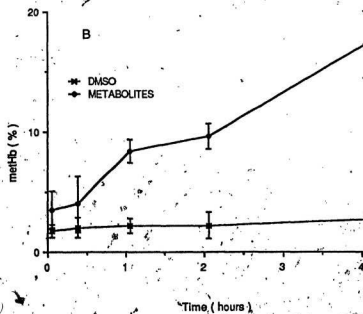 20
B
DMSO
METABOLITES
10
metHb (%)
0
0 1 2 3 4
Time (hours)